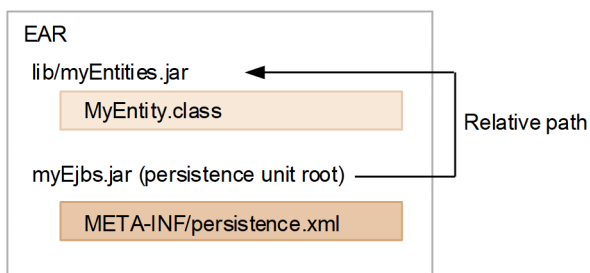 EAR
lib/myEntities.jar
MyEntity.class
Relative path
myEjbs.jar (persistence unit root)
META-INF/persistence.xml